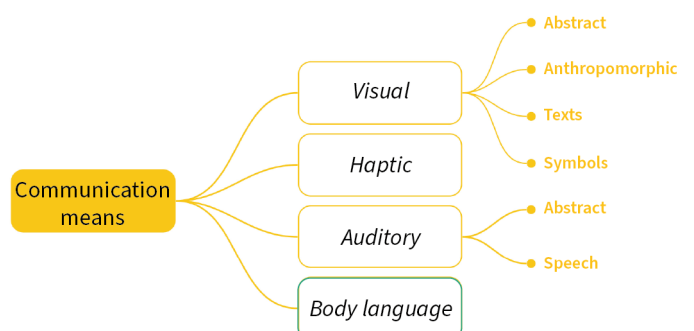 Communication
means
Visual
Haptic
Auditory
Body language
Abstract
Anthropomorphic
Texts
Symbols
Abstract
Speech